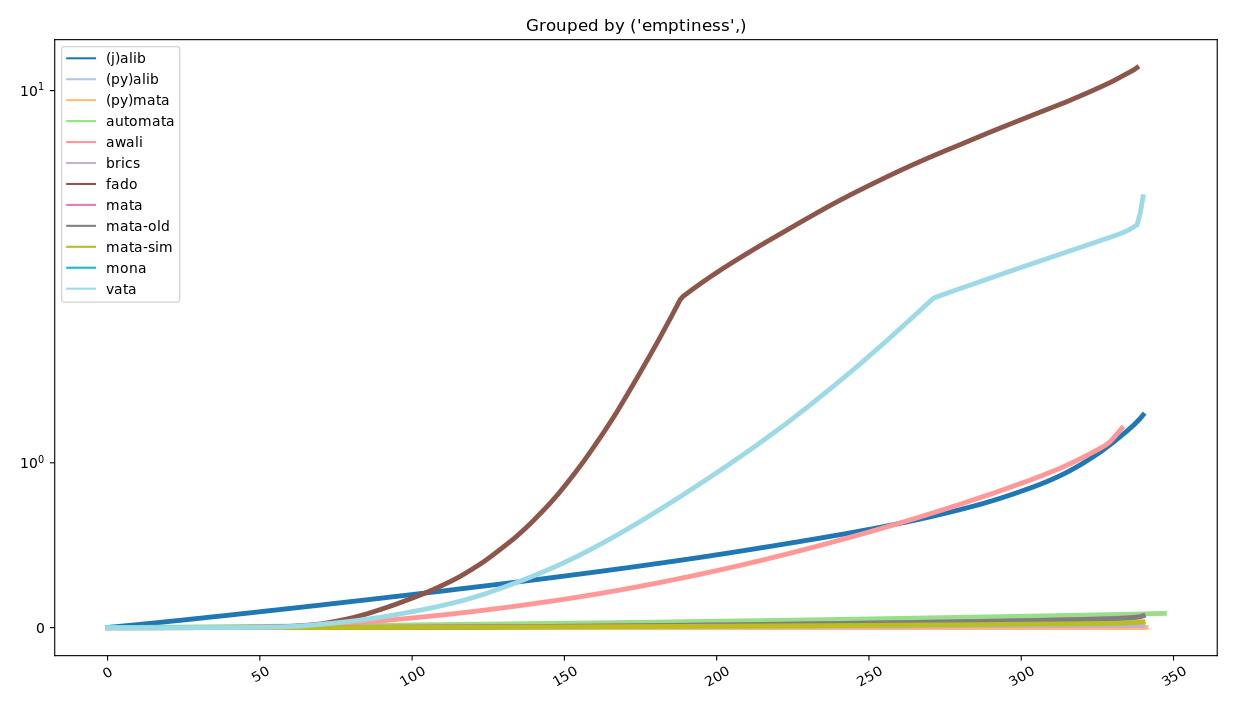 Grouped by ('emptiness',)
(j)alib
(py)alib
(py)mata
automata
awali
brics
fado
mata
mata-old
mata-sim
mona
vata
10¹
10⁰
0
0
50
100
150
200
250
300
350